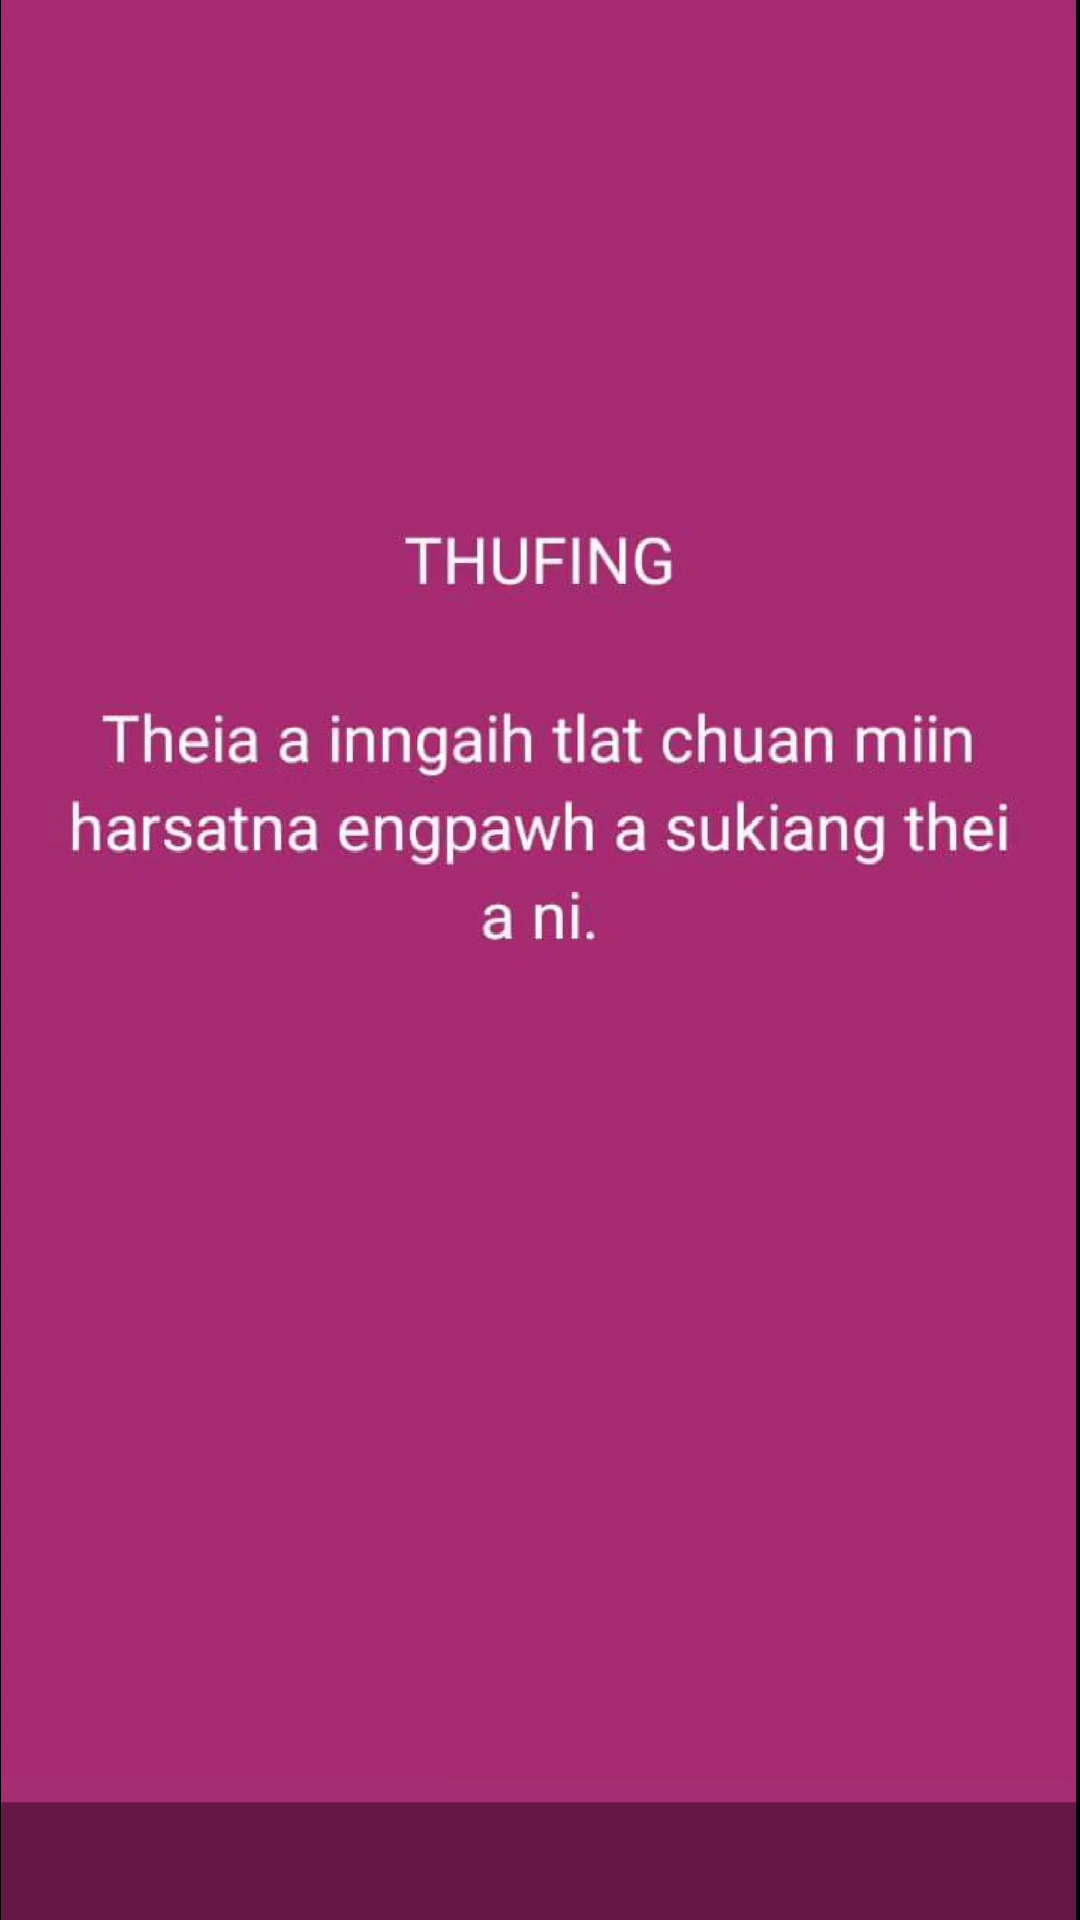 THUFING
Theia a inngaih tlat chuan miin
harsatna engpawh a sukiang thei
a ni.